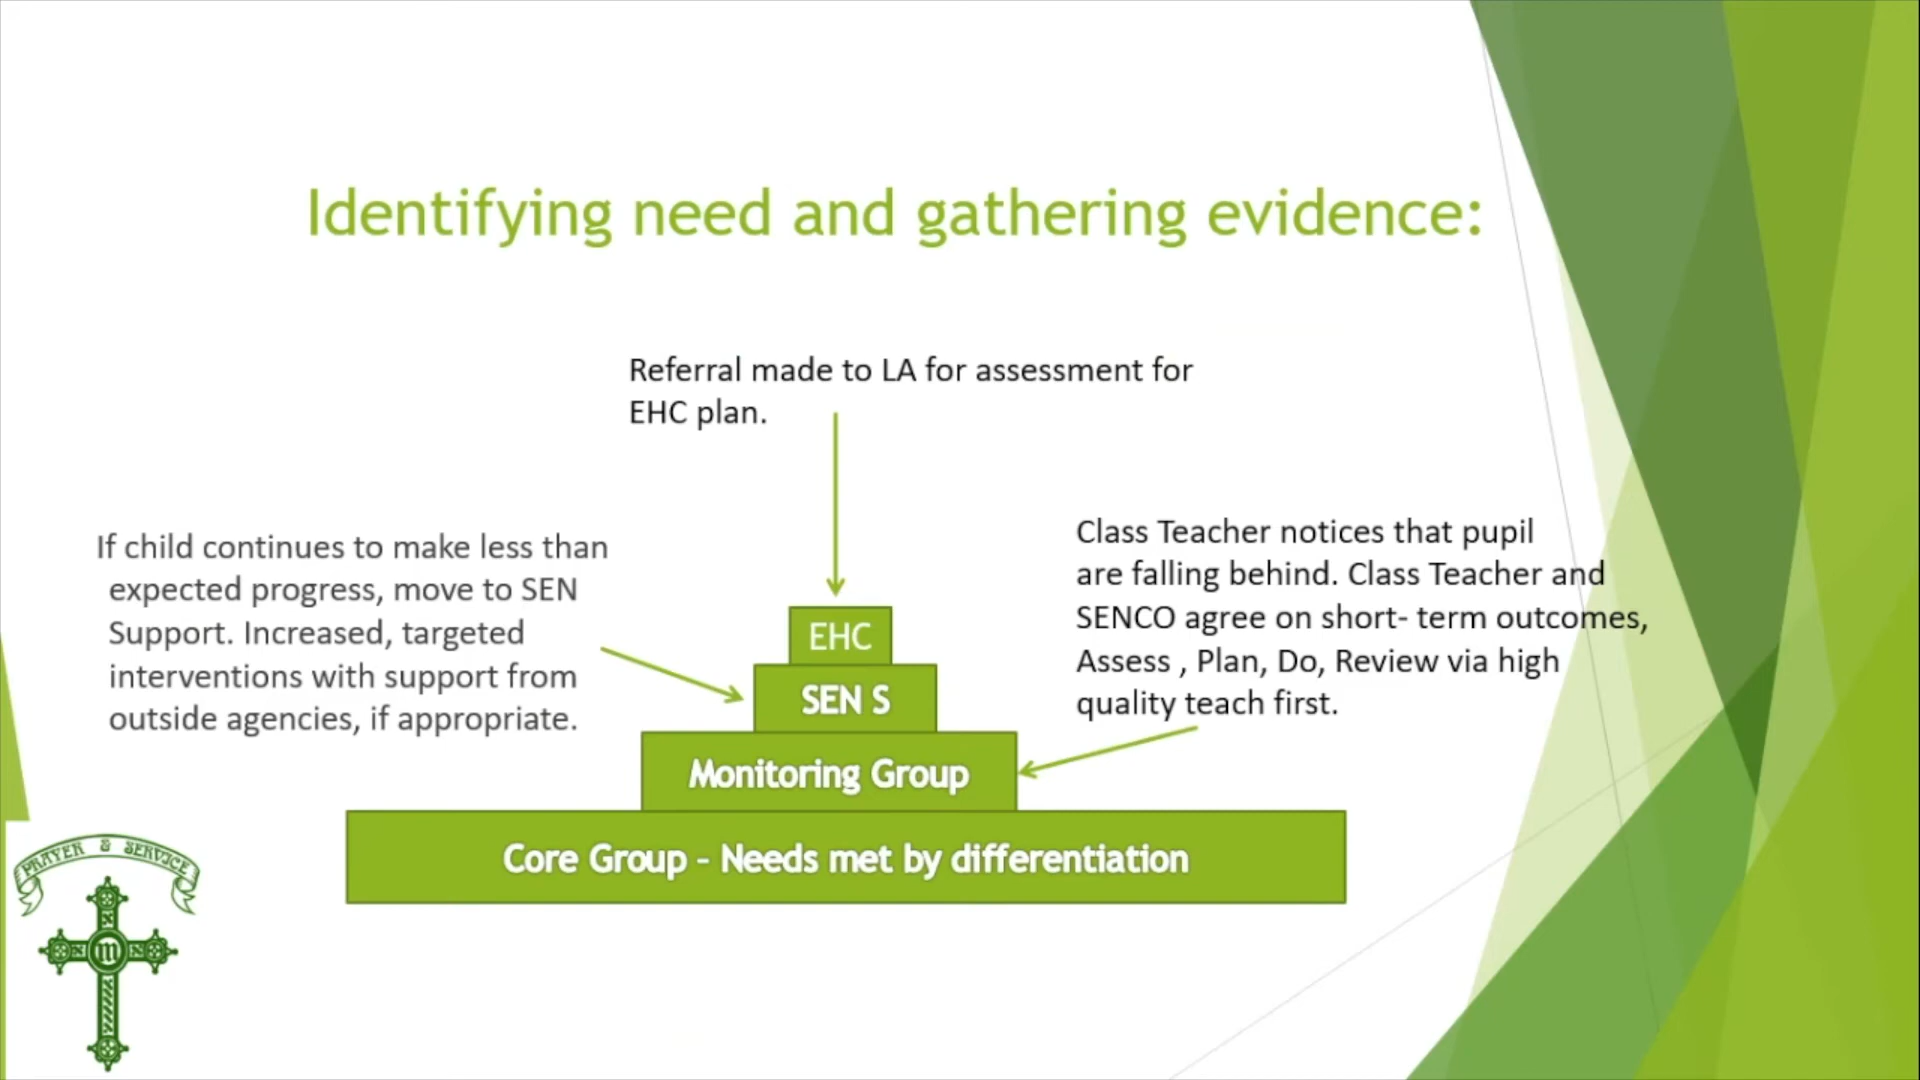 Identifying need and gathering evidence:
Referral made to LA for assessment for
EHC plan.
If child continues to make less than
expected progress, move to SEN
Support. Increased, targeted
interventions with support from
outside agencies, if appropriate.
Class Teacher notices that pupil
are falling behind. Class Teacher and
SENCO agree on short- term outcomes,
Assess , Plan, Do, Review via high
quality teach first.
EHC
SEN S
Monitoring Group
Core Group - Needs met by differentiation
PRAYER & SERVICE
m